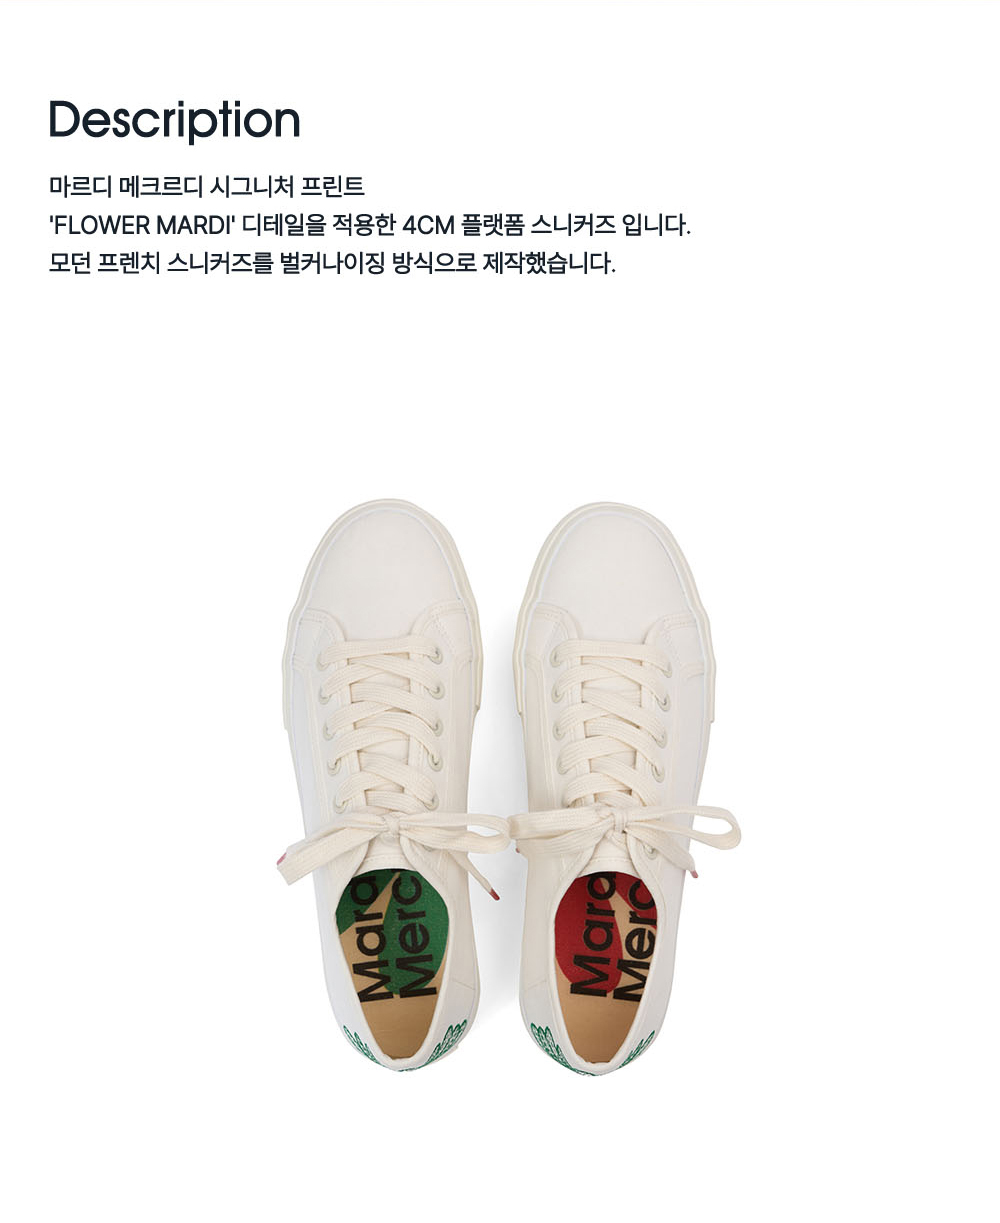 Description
마르디 메크르디 시그니처 프린트
'FLOWER MARDI' 디테일을 적용한 4CM 플랫폼 스니커즈 입니다.
모던 프렌치 스니커즈를 벌커나이징 방식으로 제작했습니다.
Mard
Merc
Mard
Merc